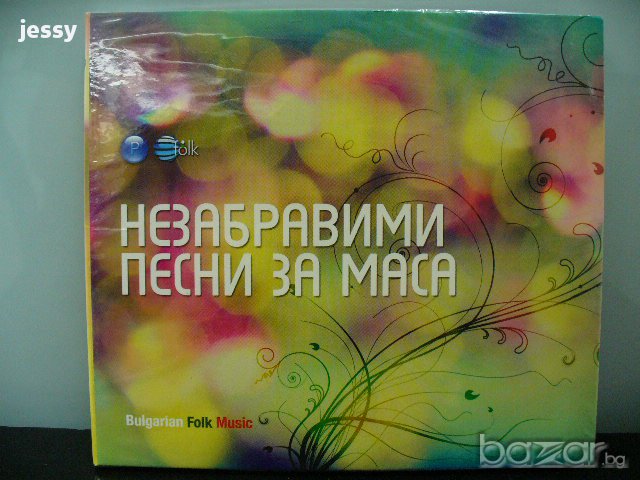 jessy
P folk
НЕЗАБРАВИМИ
ПЕСНИ ЗА МАСА
Bulgarian Folk Music
bazar.bg